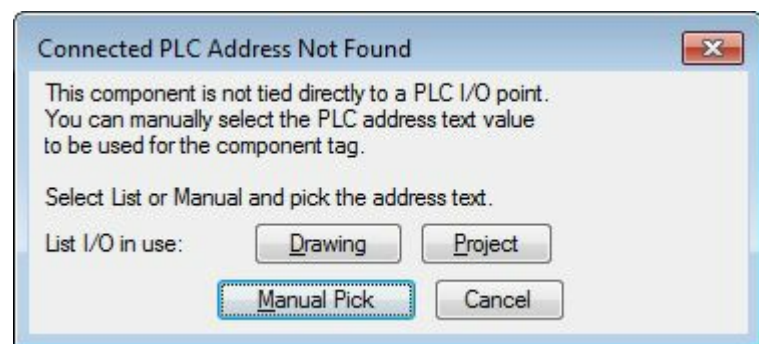 Connected PLC Address Not Found
This component is not tied directly to a PLC I/O point.
You can manually select the PLC address text value
to be used for the component tag.
Select List or Manual and pick the address text.
List I/O in use: Drawing Project
Manual Pick Cancel